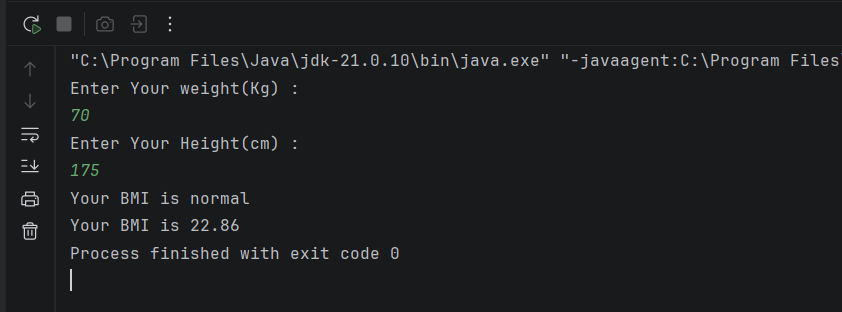 "C:\Program Files\Java\jdk-21.0.10\bin\java.exe" "-javaagent:C:\Program Files\
Enter Your weight(Kg) :
70
Enter Your Height(cm) :
175
Your BMI is normal
Your BMI is 22.86
Process finished with exit code 0